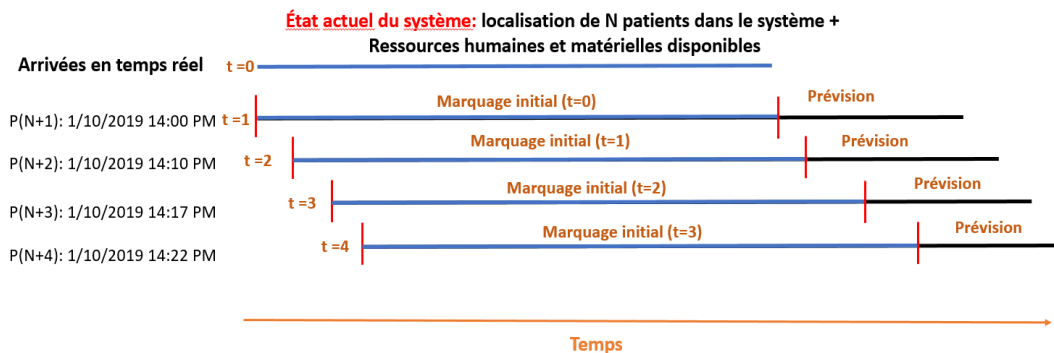 État actuel du système: localisation de N patients dans le système +
Ressources humaines et matérielles disponibles
Arrivées en temps réel t =0
P(N+1): 1/10/2019 14:00 PM t =1 Marquage initial (t=0) Prévision
P(N+2): 1/10/2019 14:10 PM t =2 Marquage initial (t=1) Prévision
P(N+3): 1/10/2019 14:17 PM t =3 Marquage initial (t=2) Prévision
P(N+4): 1/10/2019 14:22 PM t=4 Marquage initial (t=3) Prévision
Temps